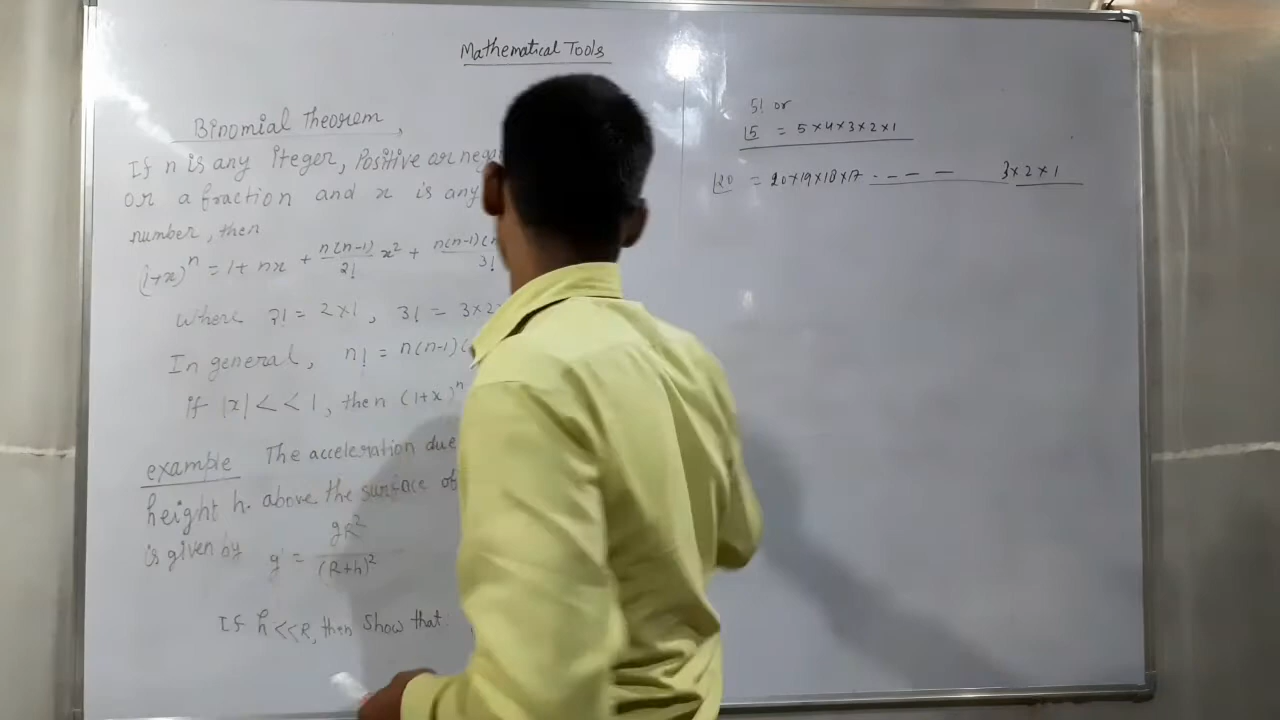 Mathematical Tools
Binomial Theorem,
If n is any iteger, Positive or nega
or a fraction and x is any
number, then
(1+x)^n = 1 + nx + n(n-1)/2! x² + n(n-1)(n/3!
Where 2! = 2×1, 3! = 3×2
In general, n! = n(n-1)(
if |x| << 1, then (1+x)^n
example The acceleration due
height h. above the surface of
is given by g' = gR²/(R+h)²
If h<<R, then Show that
5! or
|5 = 5×4×3×2×1
|20 = 20×19×18×17 ---- 3×2×1